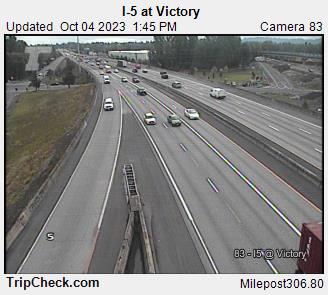 I-5 at Victory
Updated Oct 04 2023 1:45 PM Camera 83
S
83 - I5 @ Victory
TripCheck.com Milepost306.80